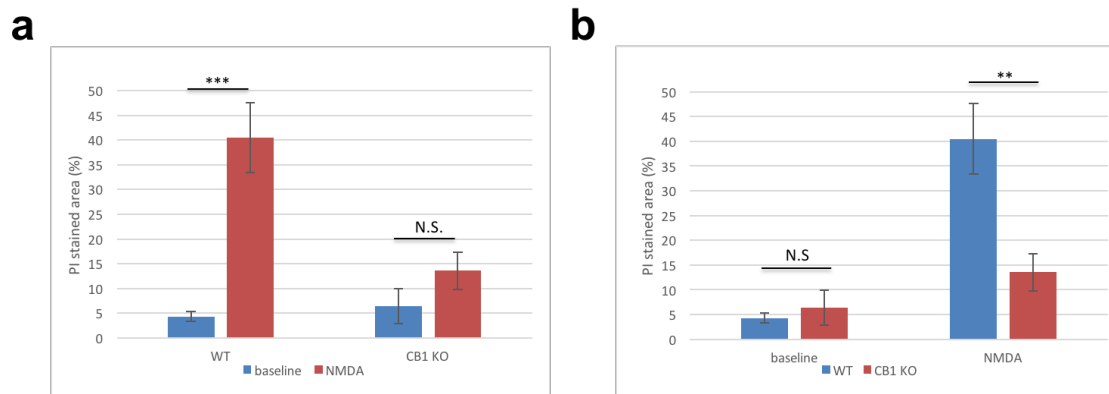 a
***
50
45
40
35
30
25
20
15
10
5
0
PI stained area (%)
N.S.
WT
CB1 KO
baseline NMDA
b
**
50
45
40
35
30
25
20
15
10
5
0
PI stained area (%)
N.S
baseline
NMDA
WT CB1 KO